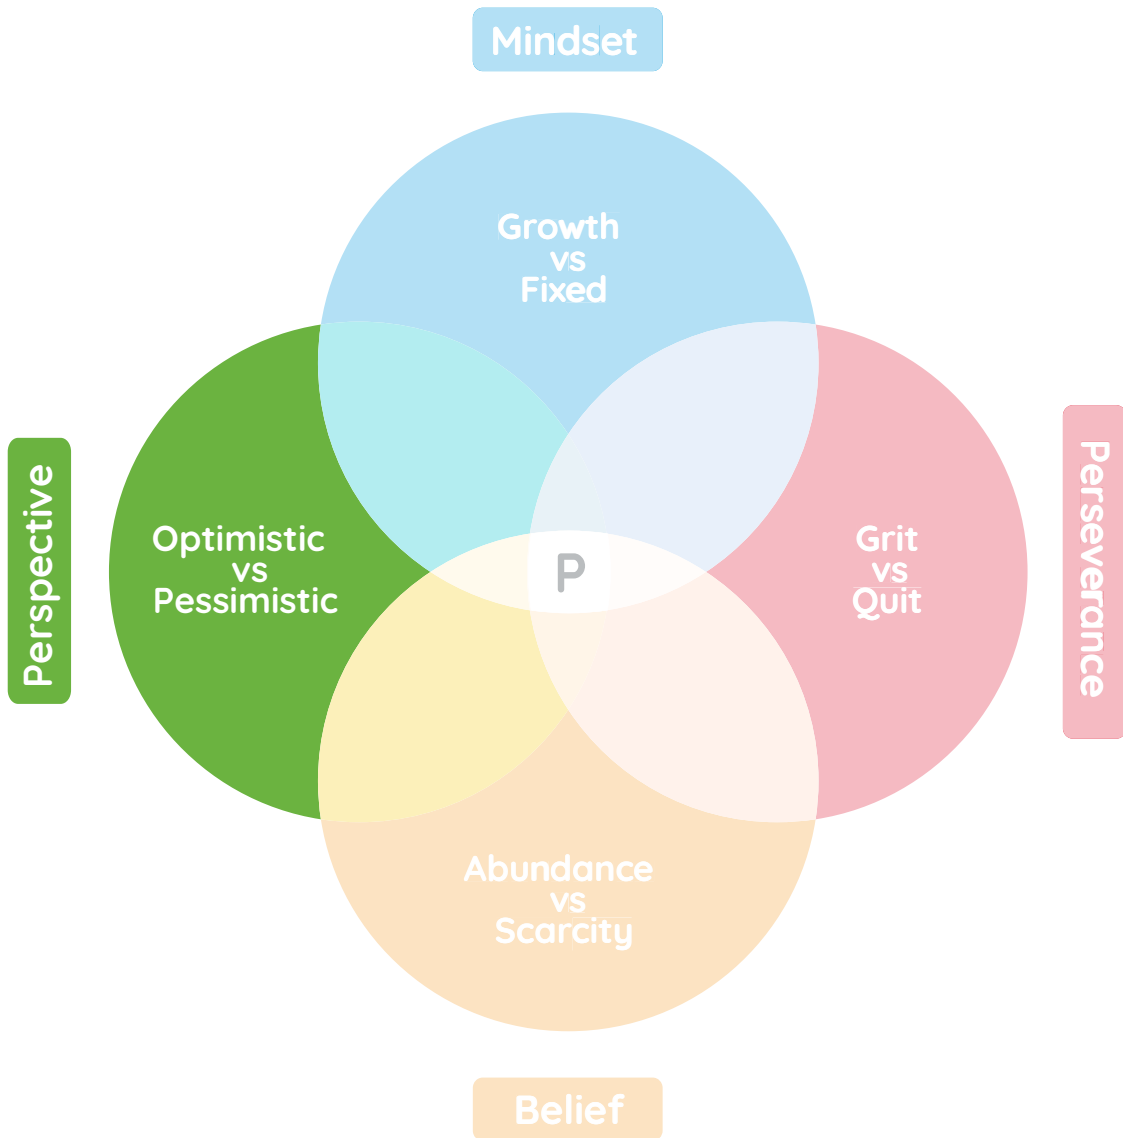 Mindset
Growth
vs
Fixed
Perspective
Optimistic
vs
Pessimistic
P
Grit
vs
Quit
Perseverance
Abundance
vs
Scarcity
Belief